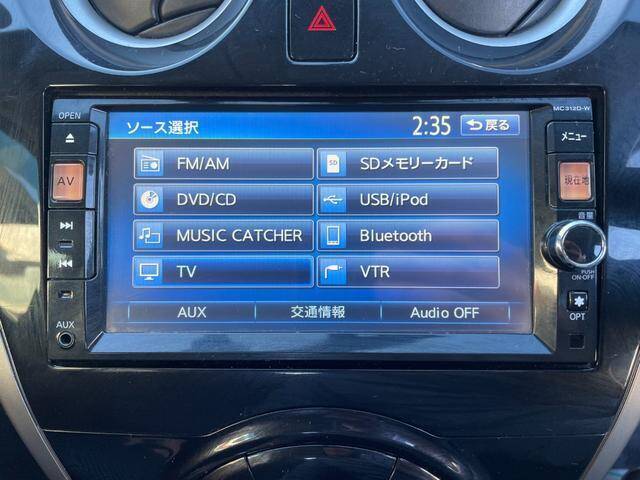 OPEN
MC312D-W
ソース選択
2:35
戻る
メニュー
FM/AM
SDメモリーカード
SD
AV
現在地
DVD/CD
USB/iPod
MUSIC CATCHER
Bluetooth
音量
TV
VTR
PUSH
ON·OFF
AUX
交通情報
Audio OFF
AUX
OPT